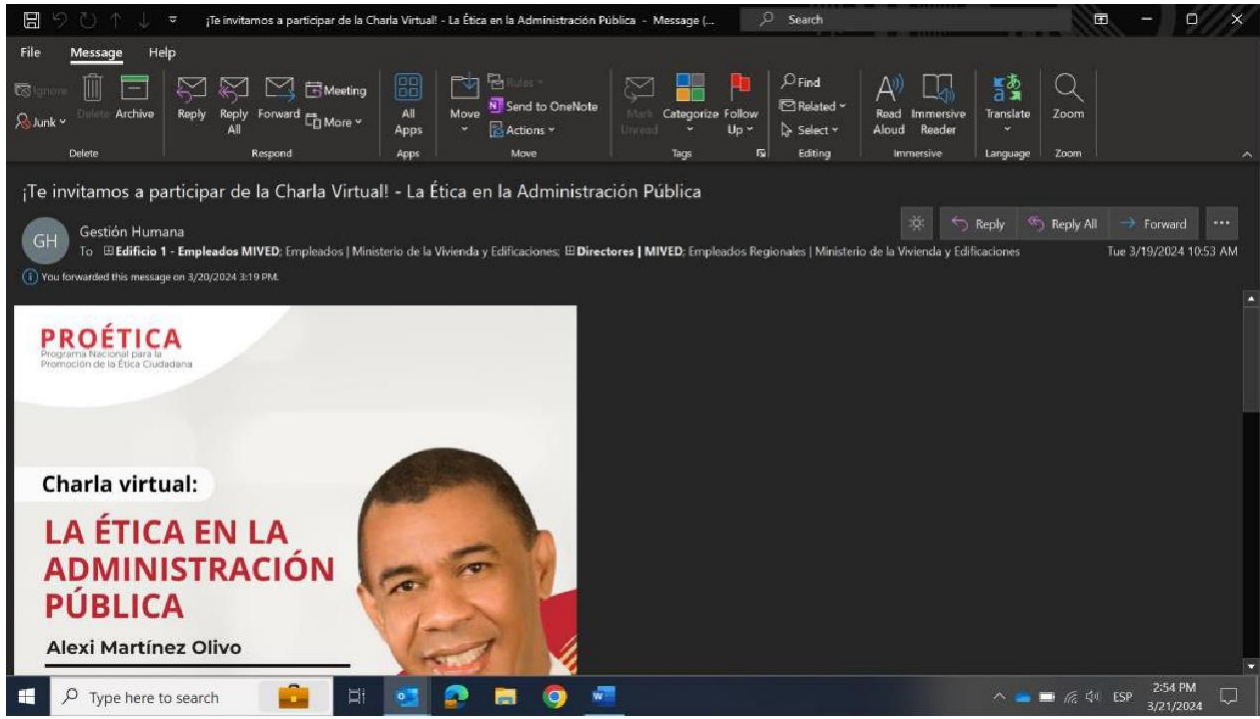 ¡Te invitamos a participar de la Charla Virtual! - La Ética en la Administración Pública - Message (...
Search
File Message Help
Ignore
Junk
Delete
Archive
Delete
Reply
Reply All
Forward
Meeting
More
Respond
All Apps
Apps
Move
Rules
Send to OneNote
Actions
Move
Mark Unread
Categorize
Follow Up
Tags
Find
Related
Select
Editing
Read Aloud
Immersive Reader
Immersive
Translate
Language
Zoom
Zoom
¡Te invitamos a participar de la Charla Virtual! - La Ética en la Administración Pública
GH
Gestión Humana
To Edificio 1 - Empleados MIVED; Empleados | Ministerio de la Vivienda y Edificaciones; Directores | MIVED; Empleados Regionales | Ministerio de la Vivienda y Edificaciones
Reply Reply All Forward ...
Tue 3/19/2024 10:53 AM
You forwarded this message on 3/20/2024 3:19 PM.
PROÉTICA
Programa Nacional para la
Promoción de la Ética Ciudadana
Charla virtual:
LA ÉTICA EN LA
ADMINISTRACIÓN
PÚBLICA
Alexi Martínez Olivo
Type here to search
ESP
2:54 PM
3/21/2024